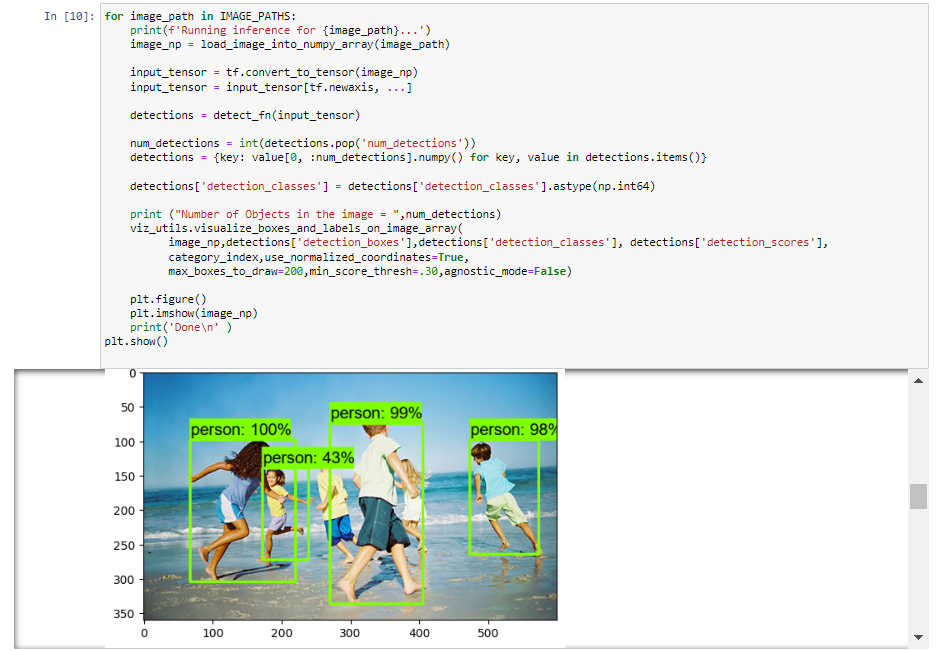 In [10]: for image_path in IMAGE_PATHS:
    print(f'Running inference for {image_path}...')
    image_np = load_image_into_numpy_array(image_path)

    input_tensor = tf.convert_to_tensor(image_np)
    input_tensor = input_tensor[tf.newaxis, ...]

    detections = detect_fn(input_tensor)

    num_detections = int(detections.pop('num_detections'))
    detections = {key: value[0, :num_detections].numpy() for key, value in detections.items()}

    detections['detection_classes'] = detections['detection_classes'].astype(np.int64)

    print ("Number of Objects in the image = ",num_detections)
    viz_utils.visualize_boxes_and_labels_on_image_array(
          image_np,detections['detection_boxes'],detections['detection_classes'], detections['detection_scores'],
          category_index,use_normalized_coordinates=True,
          max_boxes_to_draw=200,min_score_thresh=.30,agnostic_mode=False)

    plt.figure()
    plt.imshow(image_np)
    print('Done\n' )
plt.show()
0
50
person: 99%
person: 100%
person: 98%
100
person: 43%
150
200
250
300
350
0 100 200 300 400 500